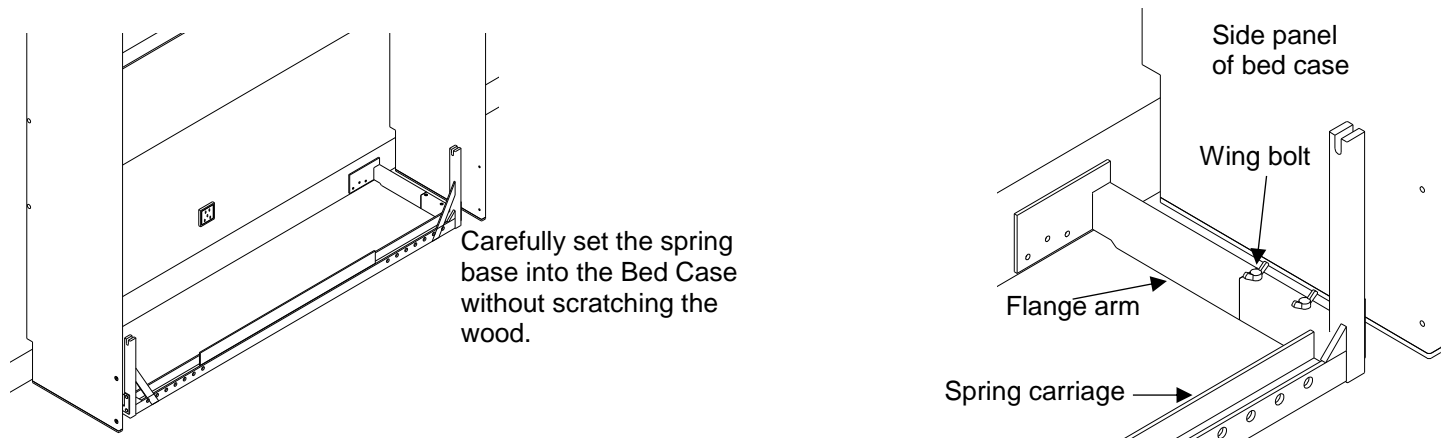 Carefully set the spring
base into the Bed Case
without scratching the
wood.
Side panel
of bed case
Wing bolt
Flange arm
Spring carriage